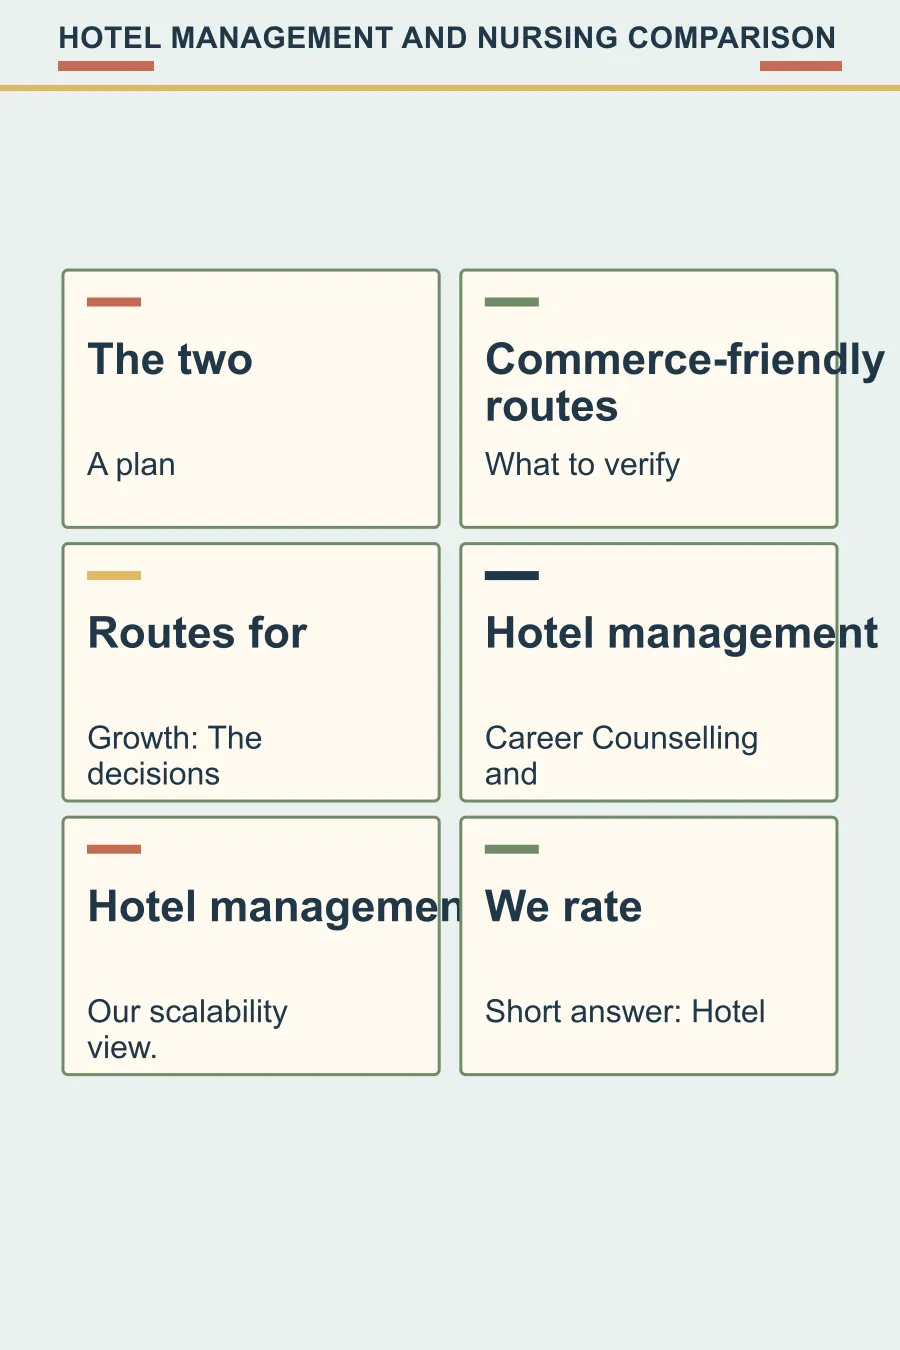 HOTEL MANAGEMENT AND NURSING COMPARISON
The two
A plan
Commerce-friendly
routes
What to verify
Routes for
Growth: The
decisions
Hotel management
Career Counselling
and
Hotel managemen
Our scalability
view.
We rate
Short answer: Hotel